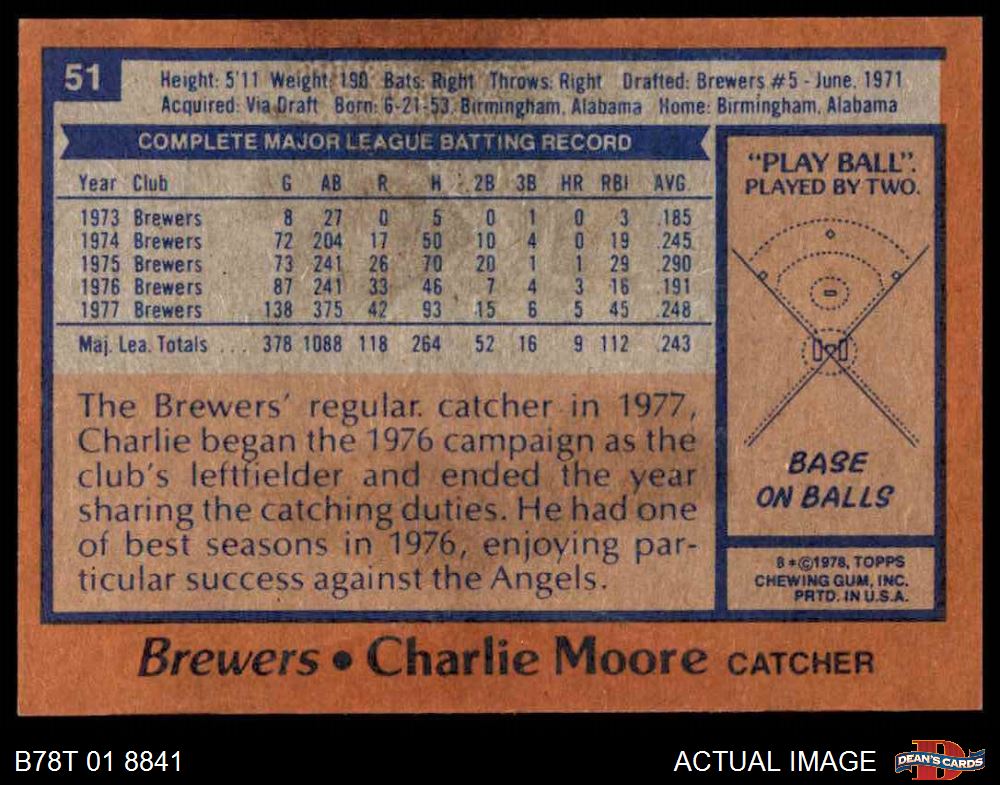 51
Height: 5'11 Weight: 190 Bats: Right Throws: Right Drafted: Brewers #5 - June, 1971
Acquired: Via Draft Born: 6-21-53, Birmingham, Alabama Home: Birmingham, Alabama
COMPLETE MAJOR LEAGUE BATTING RECORD
Year Club G AB R H 2B 3B HR RBI AVG.
1973 Brewers 8 27 0 5 0 1 0 3 .185
1974 Brewers 72 204 17 50 10 4 0 19 .245
1975 Brewers 73 241 26 70 20 1 1 29 .290
1976 Brewers 87 241 33 46 7 4 3 16 .191
1977 Brewers 138 375 42 93 15 6 5 45 .248
Maj. Lea. Totals ... 378 1088 118 264 52 16 9 112 .243
The Brewers' regular catcher in 1977,
Charlie began the 1976 campaign as the
club's leftfielder and ended the year
sharing the catching duties. He had one
of best seasons in 1976, enjoying par-
ticular success against the Angels.
"PLAY BALL".
PLAYED BY TWO.
BASE
ON BALLS
B*©1978, TOPPS
CHEWING GUM, INC.
PRTD. IN U.S.A.
Brewers • Charlie Moore CATCHER
B78T 01 8841
ACTUAL IMAGE
D
DEAN'S CARDS